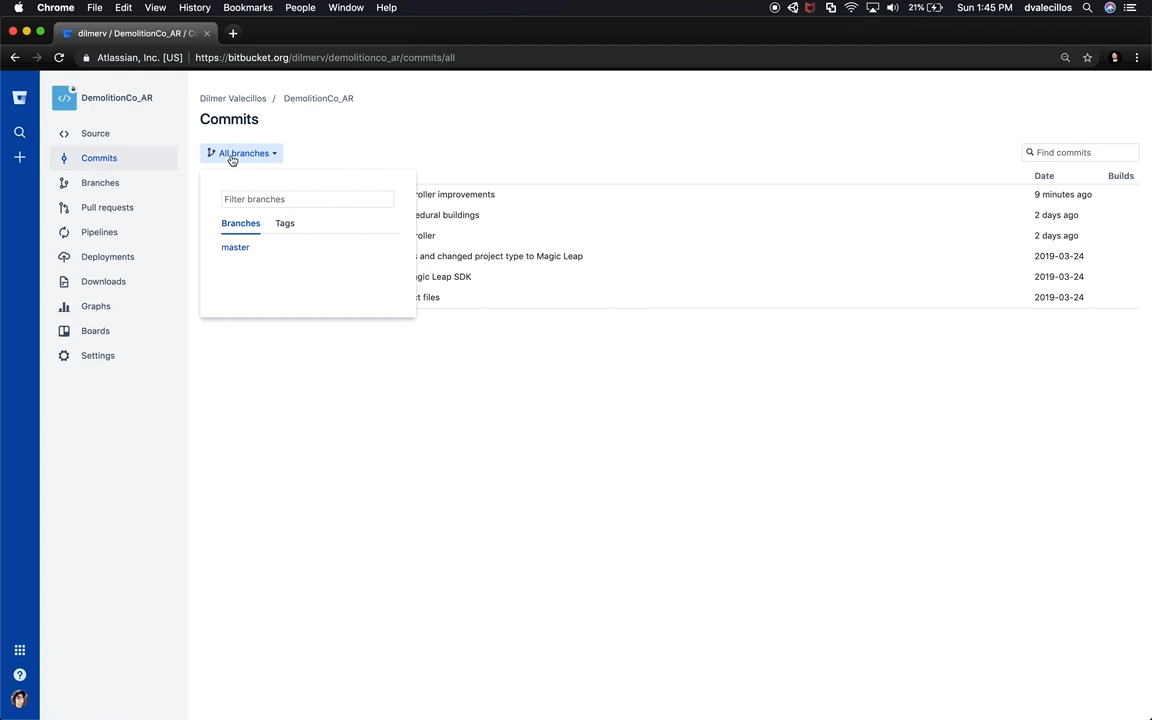 Chrome File Edit View History Bookmarks People Window Help 21% Sun 1:45 PM dvalecillos
dilmerv / DemolitionCo_AR / Co
Atlassian, Inc. [US] https://bitbucket.org/dilmerv/demolitionco_ar/commits/all
DemolitionCo_AR
Source
Commits
Branches
Pull requests
Pipelines
Deployments
Downloads
Graphs
Boards
Settings
Dilmer Valecillos / DemolitionCo_AR
Commits
All branches
Find commits
Filter branches
Branches Tags
master
Date Builds
roller improvements 9 minutes ago
edural buildings 2 days ago
roller 2 days ago
s and changed project type to Magic Leap 2019-03-24
agic Leap SDK 2019-03-24
ct files 2019-03-24